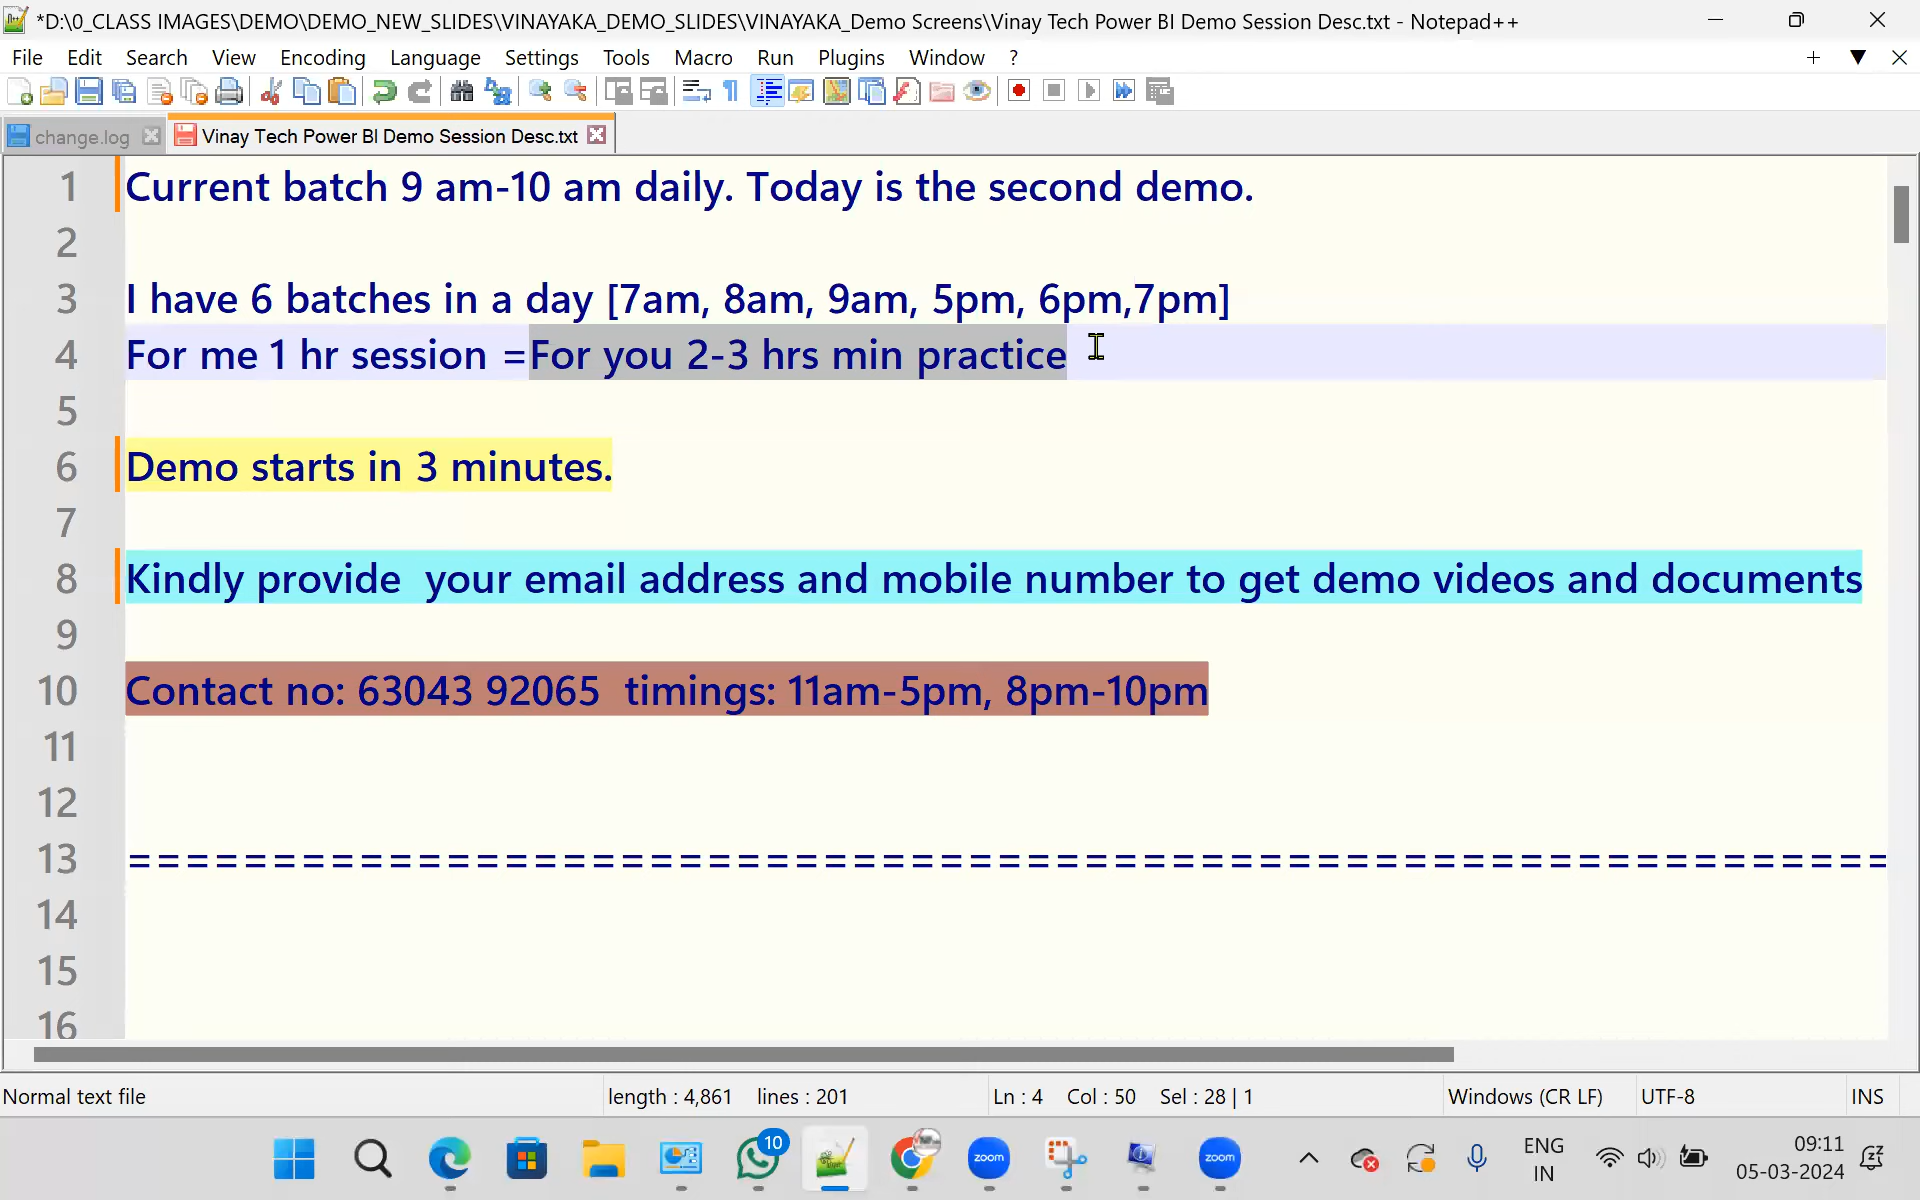 *D:\0_CLASS IMAGES\DEMO\DEMO_NEW_SLIDES\VINAYAKA_DEMO_SLIDES\VINAYAKA_Demo Screens\Vinay Tech Power BI Demo Session Desc.txt - Notepad++
File Edit Search View Encoding Language Settings Tools Macro Run Plugins Window ?
change.log Vinay Tech Power BI Demo Session Desc.txt
1 Current batch 9 am-10 am daily. Today is the second demo.
2
3 I have 6 batches in a day [7am, 8am, 9am, 5pm, 6pm,7pm]
4 For me 1 hr session =For you 2-3 hrs min practice
5
6 Demo starts in 3 minutes.
7
8 Kindly provide  your email address and mobile number to get demo videos and documents
9
10 Contact no: 63043 92065  timings: 11am-5pm, 8pm-10pm
11
12
13 =============================================================
14
15
16
Normal text file length : 4,861 lines : 201 Ln : 4 Col : 50 Sel : 28 | 1 Windows (CR LF) UTF-8 INS
10 zoom zoom ENG 09:11
IN 05-03-2024